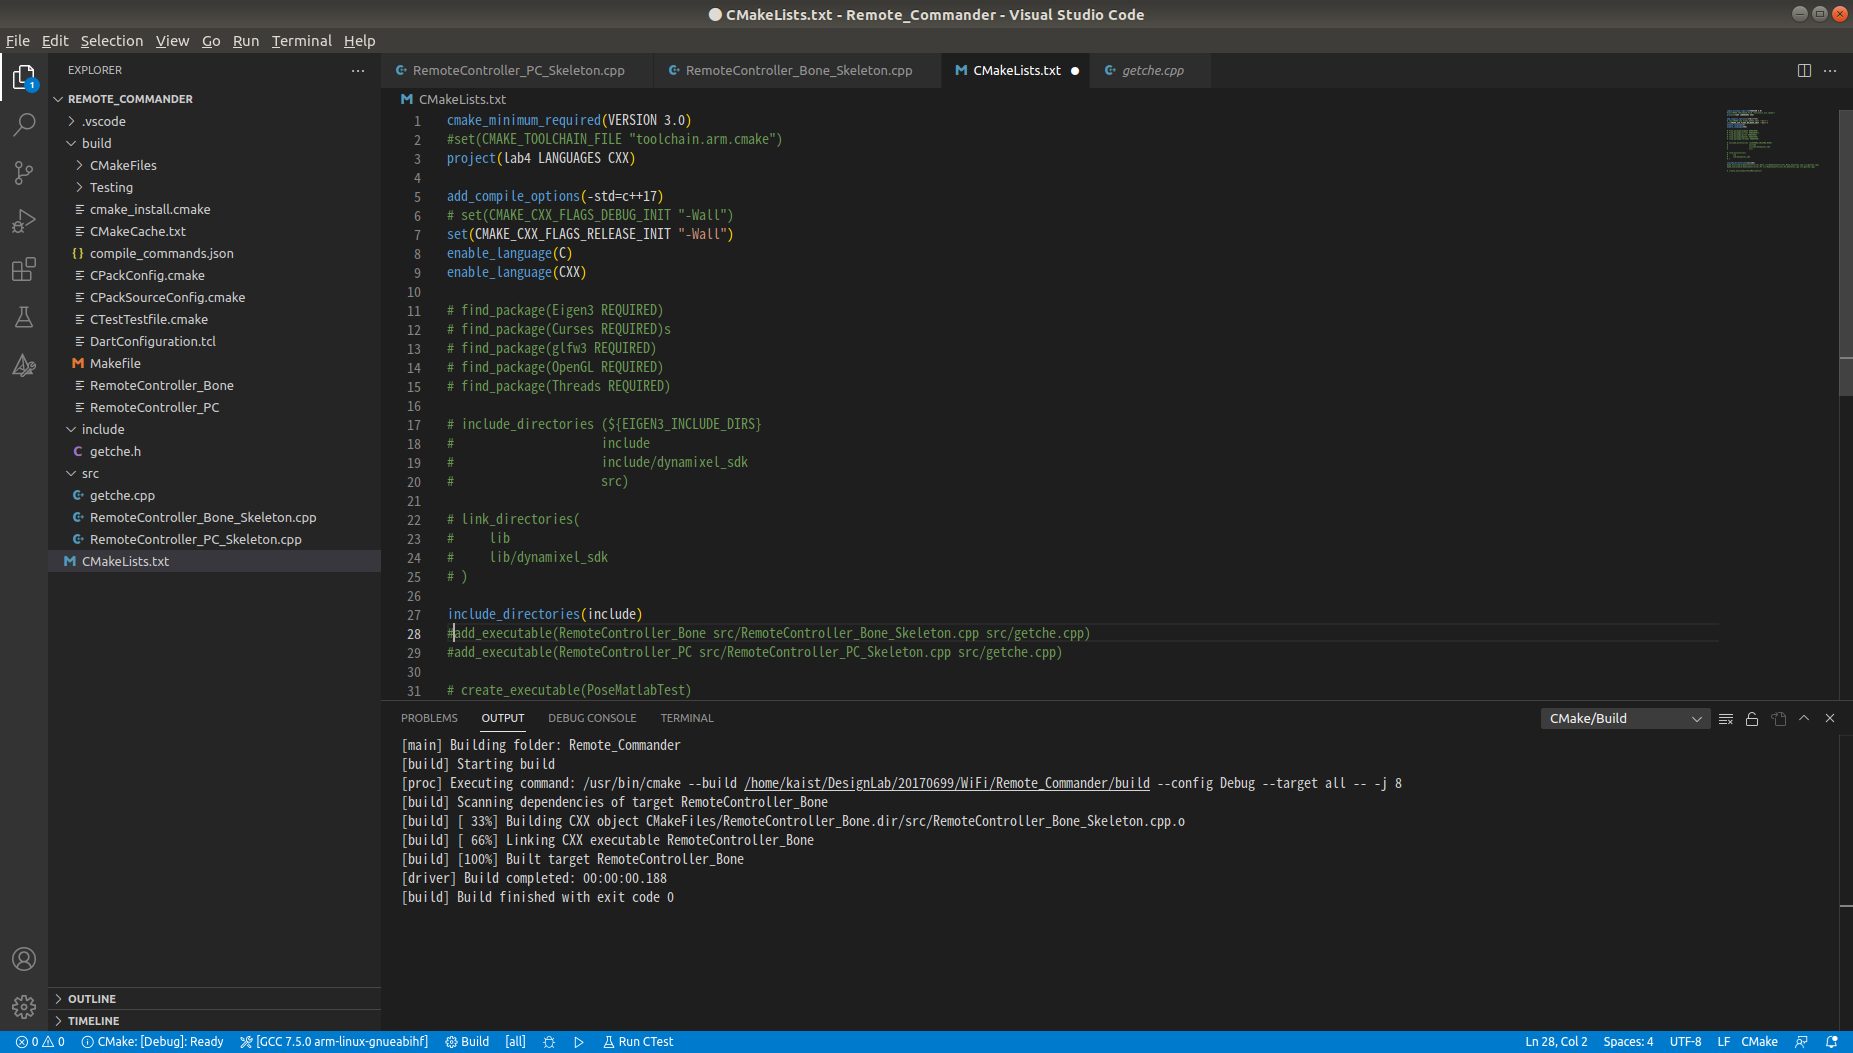 CMakeLists.txt - Remote_Commander - Visual Studio Code
File Edit Selection View Go Run Terminal Help
1
EXPLORER
REMOTE_COMMANDER
.vscode
build
CMakeFiles
Testing
cmake_install.cmake
CMakeCache.txt
{} compile_commands.json
CPackConfig.cmake
CPackSourceConfig.cmake
CTestTestfile.cmake
DartConfiguration.tcl
M Makefile
RemoteController_Bone
RemoteController_PC
include
C getche.h
src
getche.cpp
RemoteController_Bone_Skeleton.cpp
RemoteController_PC_Skeleton.cpp
M CMakeLists.txt
OUTLINE
TIMELINE
RemoteController_PC_Skeleton.cpp RemoteController_Bone_Skeleton.cpp M CMakeLists.txt getche.cpp
M CMakeLists.txt
1 cmake_minimum_required(VERSION 3.0)
2 #set(CMAKE_TOOLCHAIN_FILE "toolchain.arm.cmake")
3 project(lab4 LANGUAGES CXX)
4
5 add_compile_options(-std=c++17)
6 # set(CMAKE_CXX_FLAGS_DEBUG_INIT "-Wall")
7 set(CMAKE_CXX_FLAGS_RELEASE_INIT "-Wall")
8 enable_language(C)
9 enable_language(CXX)
10
11 # find_package(Eigen3 REQUIRED)
12 # find_package(Curses REQUIRED)s
13 # find_package(glfw3 REQUIRED)
14 # find_package(OpenGL REQUIRED)
15 # find_package(Threads REQUIRED)
16
17 # include_directories (${EIGEN3_INCLUDE_DIRS}
18 # include
19 # include/dynamixel_sdk
20 # src)
21
22 # link_directories(
23 # lib
24 # lib/dynamixel_sdk
25 # )
26
27 include_directories(include)
28 #add_executable(RemoteController_Bone src/RemoteController_Bone_Skeleton.cpp src/getche.cpp)
29 #add_executable(RemoteController_PC src/RemoteController_PC_Skeleton.cpp src/getche.cpp)
30
31 # create_executable(PoseMatlabTest)
PROBLEMS OUTPUT DEBUG CONSOLE TERMINAL CMake/Build
[main] Building folder: Remote_Commander
[build] Starting build
[proc] Executing command: /usr/bin/cmake --build /home/kaist/DesignLab/20170699/WiFi/Remote_Commander/build --config Debug --target all -- -j 8
[build] Scanning dependencies of target RemoteController_Bone
[build] [ 33%] Building CXX object CMakeFiles/RemoteController_Bone.dir/src/RemoteController_Bone_Skeleton.cpp.o
[build] [ 66%] Linking CXX executable RemoteController_Bone
[build] [100%] Built target RemoteController_Bone
[driver] Build completed: 00:00:00.188
[build] Build finished with exit code 0
0 0 CMake: [Debug]: Ready [GCC 7.5.0 arm-linux-gnueabihf] Build [all] Run CTest Ln 28, Col 2 Spaces: 4 UTF-8 LF CMake